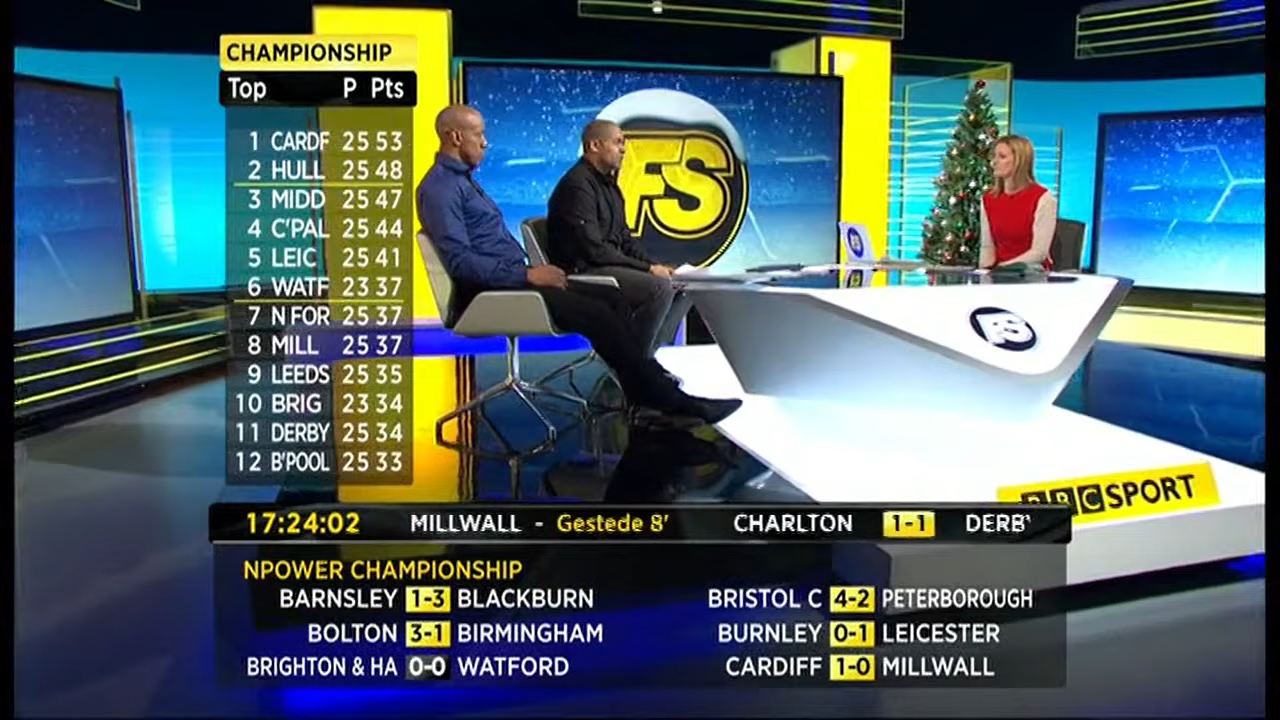 CHAMPIONSHIP
Top P Pts
1 CARDF 25 53
2 HULL 25 48
3 MIDD 25 47
4 C'PAL 25 44
5 LEIC 25 41
6 WATF 23 37
7 N FOR 25 37
8 MILL 25 37
9 LEEDS 25 35
10 BRIG 23 34
11 DERBY 25 34
12 B'POOL 25 33
FS
FS
BBC SPORT
17:24:02 MILLWALL - Gestede 8' CHARLTON 1-1 DERB
NPOWER CHAMPIONSHIP
BARNSLEY 1-3 BLACKBURN BRISTOL C 4-2 PETERBOROUGH
BOLTON 3-1 BIRMINGHAM BURNLEY 0-1 LEICESTER
BRIGHTON & HA 0-0 WATFORD CARDIFF 1-0 MILLWALL